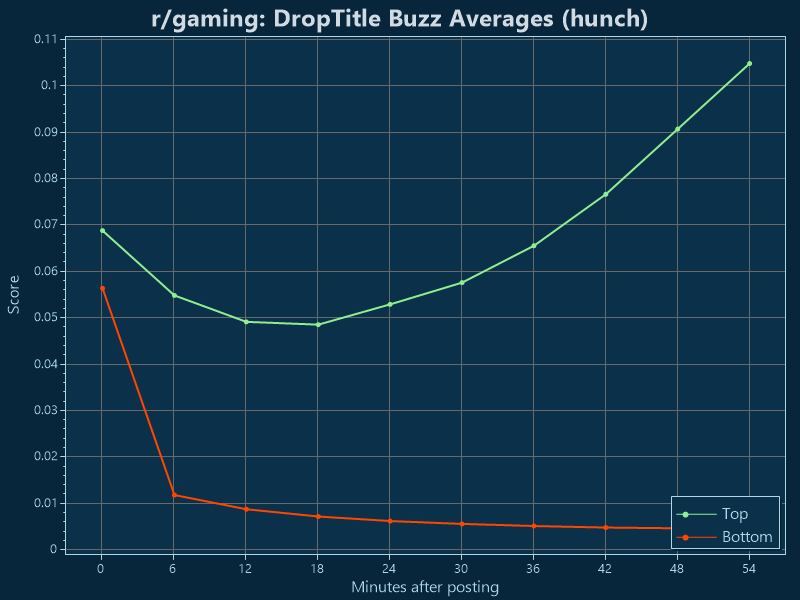 r/gaming: DropTitle Buzz Averages (hunch)
0.11
0.1
0.09
0.08
0.07
0.06
0.05
0.04
0.03
0.02
0.01
0
Score
Top
Bottom
0 6 12 18 24 30 36 42 48 54
Minutes after posting